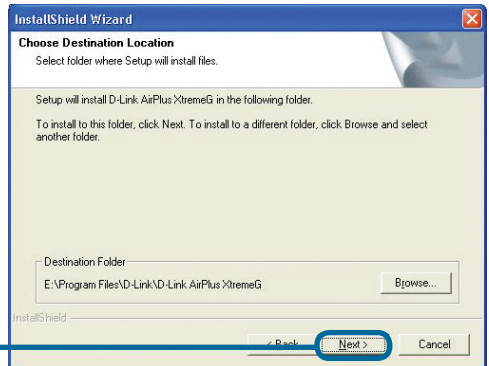 InstallShield Wizard
Choose Destination Location
Select folder where Setup will install files.
Setup will install D-Link AirPlus XtremeG in the following folder.
To install to this folder, click Next. To install to a different folder, click Browse and select
another folder.
Destination Folder
E:\Program Files\D-Link\D-Link AirPlus XtremeG
Browse...
InstallShield
< Back Next > Cancel